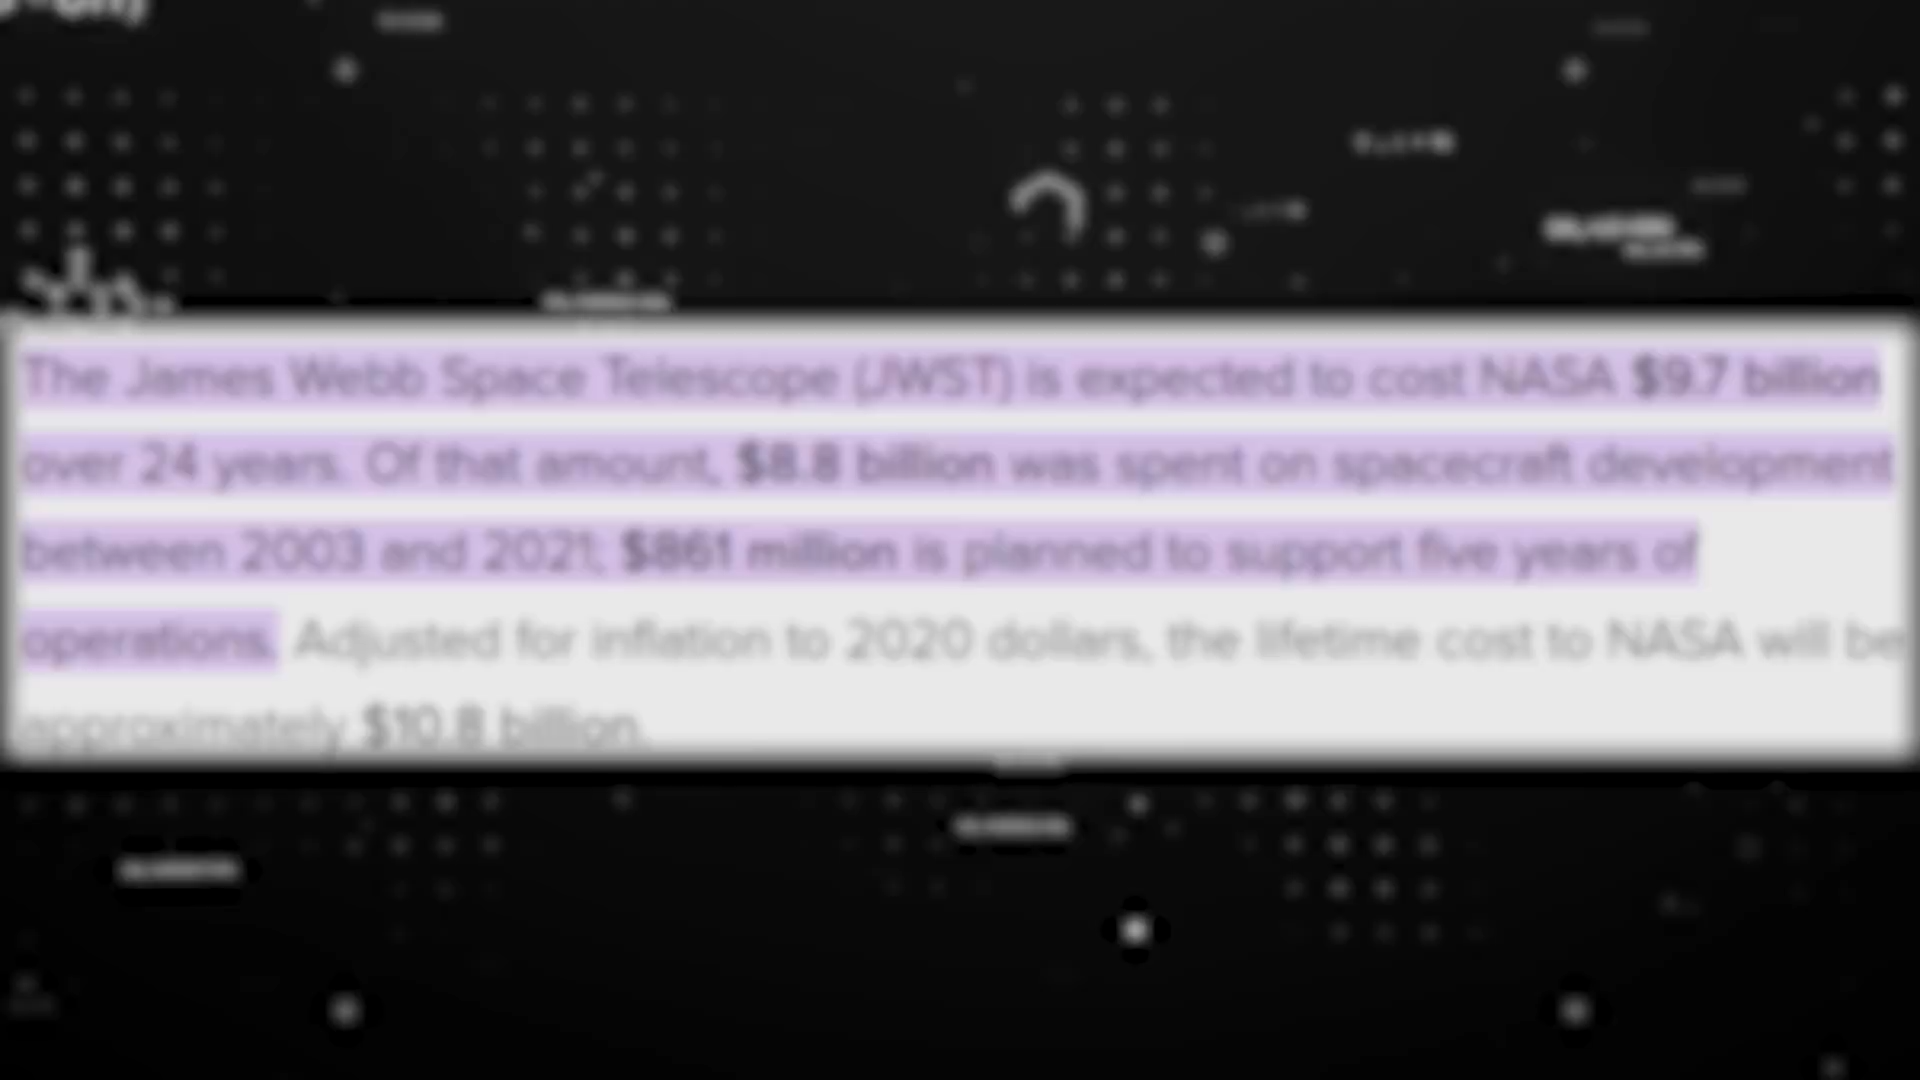 The James Webb Space Telescope (JWST) is expected to cost NASA $9.7 billion
over 24 years. Of that amount, $8.8 billion was spent on spacecraft development
between 2003 and 2021; $861 million is planned to support five years of
operations. Adjusted for inflation to 2020 dollars, the lifetime cost to NASA will be
approximately $10.8 billion.